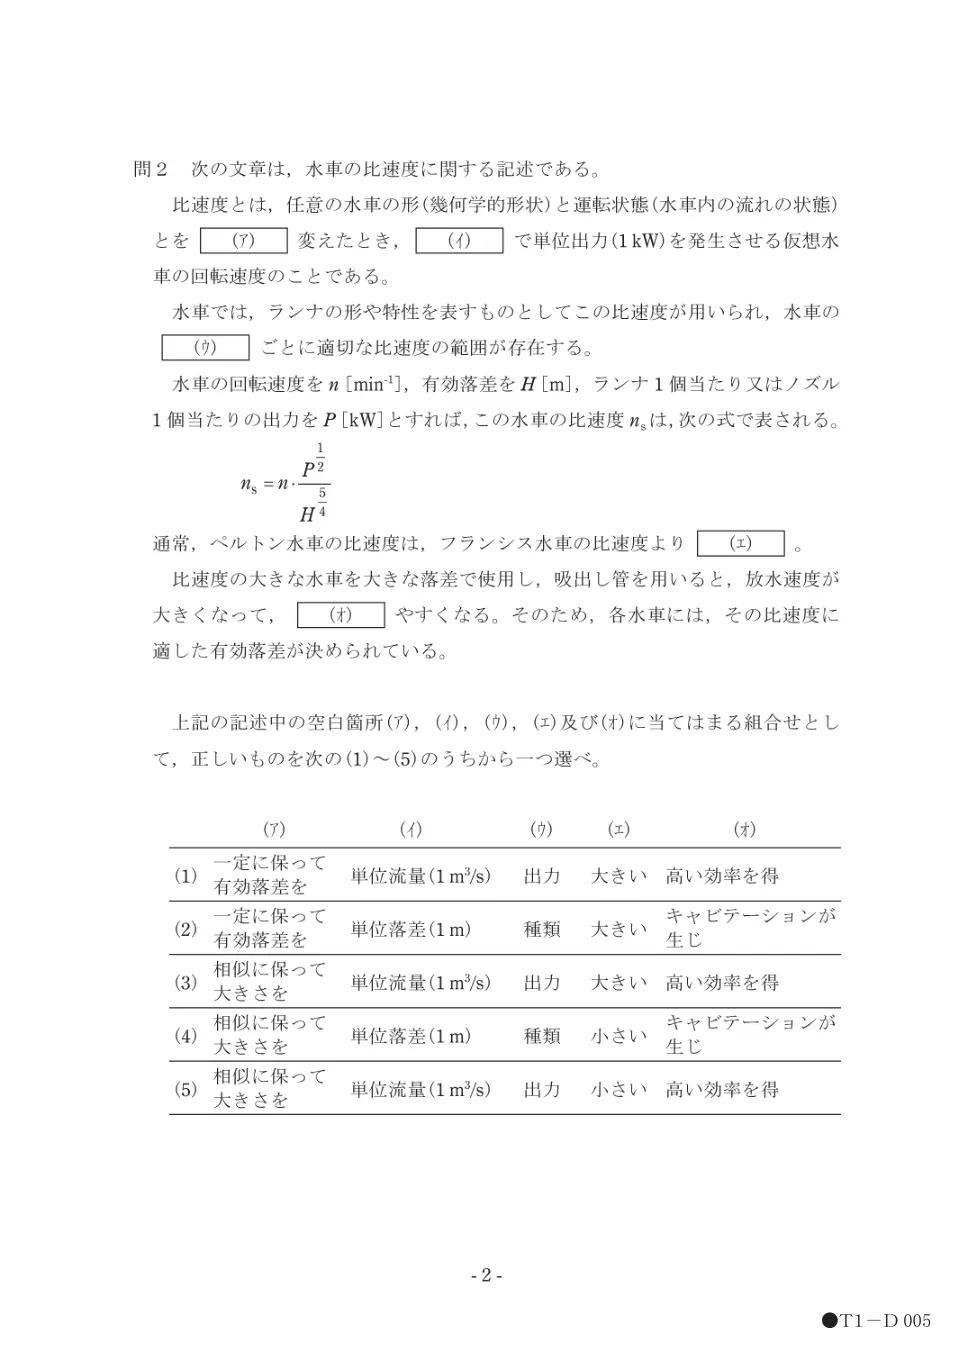 問2 次の文章は，水車の比速度に関する記述である。
比速度とは，任意の水車の形(幾何学的形状)と運転状態(水車内の流れの状態)
とを (ｱ) 変えたとき， (ｲ) で単位出力(1 kW)を発生させる仮想水
車の回転速度のことである。
水車では，ランナの形や特性を表すものとしてこの比速度が用いられ，水車の
(ｳ) ごとに適切な比速度の範囲が存在する。
水車の回転速度を n [min⁻¹]，有効落差を H [m]，ランナ1個当たり又はノズル
1個当たりの出力を P [kW]とすれば，この水車の比速度 nₛ は，次の式で表される。
nₛ = n · P^(1/2) / H^(5/4)
通常，ペルトン水車の比速度は，フランシス水車の比速度より (ｴ) 。
比速度の大きな水車を大きな落差で使用し，吸出し管を用いると，放水速度が
大きくなって， (ｵ) やすくなる。そのため，各水車には，その比速度に
適した有効落差が決められている。
上記の記述中の空白箇所(ｱ)，(ｲ)，(ｳ)，(ｴ)及び(ｵ)に当てはまる組合せとし
て，正しいものを次の(1)～(5)のうちから一つ選べ。
(ｱ) (ｲ) (ｳ) (ｴ) (ｵ)
(1) 一定に保って有効落差を 単位流量(1 m³/s) 出力 大きい 高い効率を得
(2) 一定に保って有効落差を 単位落差(1 m) 種類 大きい キャビテーションが生じ
(3) 相似に保って大きさを 単位流量(1 m³/s) 出力 大きい 高い効率を得
(4) 相似に保って大きさを 単位落差(1 m) 種類 小さい キャビテーションが生じ
(5) 相似に保って大きさを 単位流量(1 m³/s) 出力 小さい 高い効率を得
- 2 -
●T1－D 005